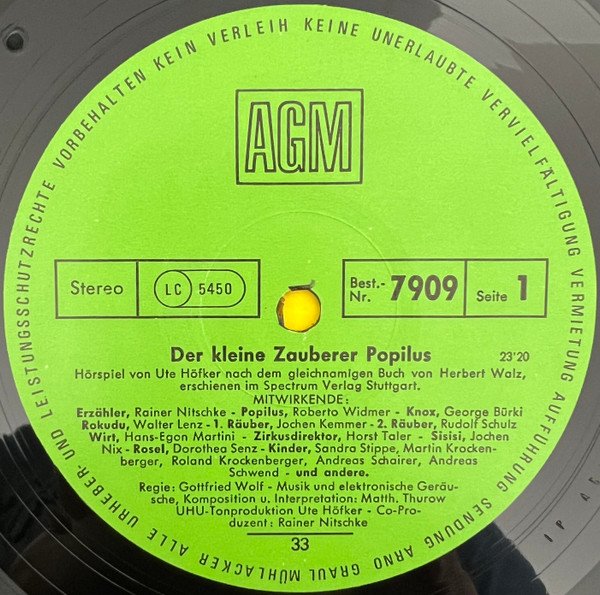 ALLE URHEBER- UND LEISTUNGSSCHUTZRECHTE VORBEHALTEN KEIN VERLEIH KEINE UNERLAUBTE VERVIELFÄLTIGUNG VERMIETUNG AUFFÜHRUNG SENDUNG ARNO GRAUL MÜHLACKER
AGM
Stereo LC 5450
Best.-Nr. 7909 Seite 1
Der kleine Zauberer Popilus 23'20
Hörspiel von Ute Höfker nach dem gleichnamigen Buch von Herbert Walz,
erschienen im Spectrum Verlag Stuttgart.
MITWIRKENDE:
Erzähler, Rainer Nitschke - Popilus, Roberto Widmer - Knox, George Bürki
Rokudu, Walter Lenz - 1. Räuber, Jochen Kemmer - 2. Räuber, Rudolf Schulz
Wirt, Hans-Egon Martini - Zirkusdirektor, Horst Taler - Sisisi, Jochen
Nix - Rosel, Dorothea Senz - Kinder, Sandra Stippe, Martin Krocken-
berger, Roland Krockenberger, Andreas Schairer, Andreas
Schwend - und andere.
Regie: Gottfried Wolf - Musik und elektronische Geräu-
sche, Komposition u. Interpretation: Matth. Thurow
UHU-Tonproduktion Ute Höfker - Co-Pro-
duzent: Rainer Nitschke
33